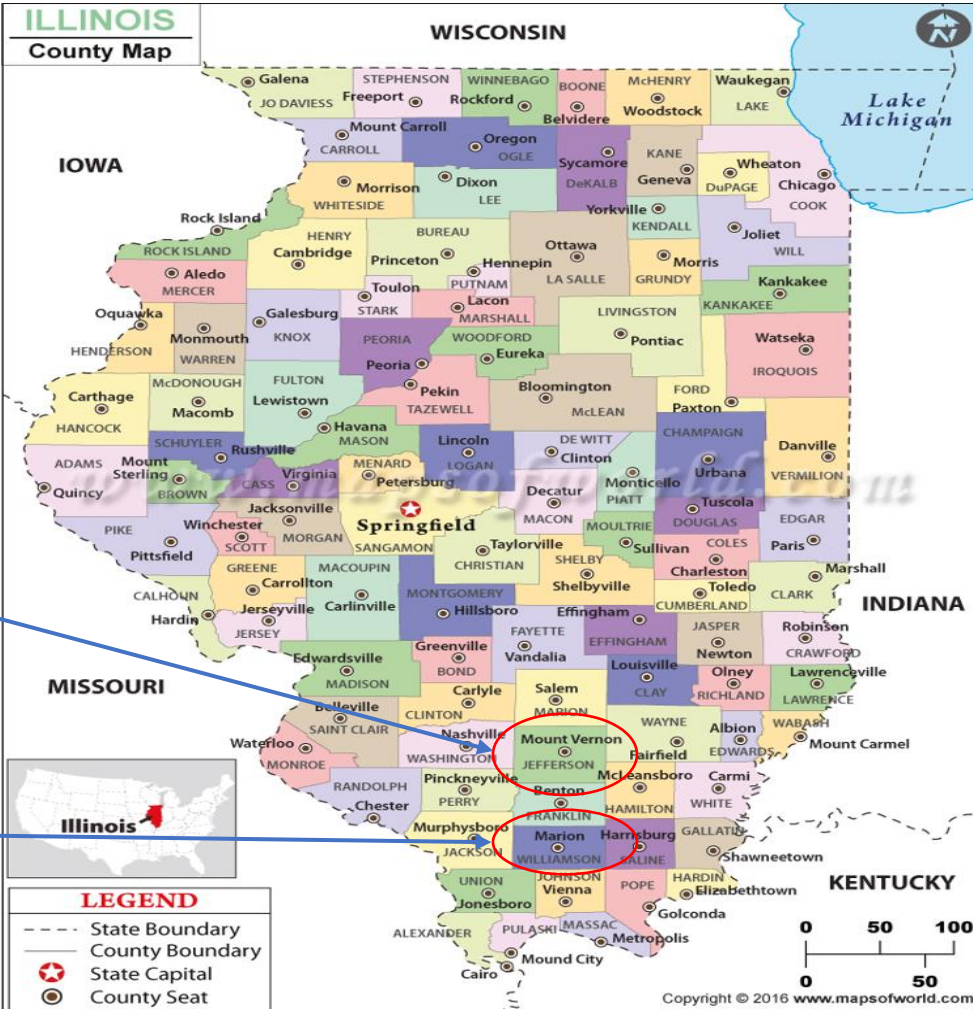 ILLINOIS
County Map
WISCONSIN
N
Lake
Michigan
IOWA
Galena
JO DAVIESS
STEPHENSON
Freeport
WINNEBAGO
Rockford
BOONE
Belvidere
McHENRY
Woodstock
Waukegan
LAKE
Mount Carroll
CARROLL
Oregon
OGLE
Sycamore
DeKALB
KANE
Geneva
Wheaton
DuPAGE
Chicago
COOK
Morrison
WHITESIDE
Dixon
LEE
Yorkville
KENDALL
Joliet
WILL
Rock Island
ROCK ISLAND
HENRY
Cambridge
BUREAU
Princeton
Hennepin
PUTNAM
Ottawa
LA SALLE
Morris
GRUNDY
Aledo
MERCER
Toulon
STARK
Lacon
MARSHALL
Kankakee
KANKAKEE
Oquawka
HENDERSON
Monmouth
WARREN
Galesburg
KNOX
PEORIA
Peoria
WOODFORD
Eureka
LIVINGSTON
Pontiac
Watseka
IROQUOIS
Carthage
HANCOCK
McDONOUGH
Macomb
FULTON
Lewistown
Pekin
TAZEWELL
Bloomington
McLEAN
FORD
Paxton
Havana
MASON
SCHUYLER
Rushville
Lincoln
LOGAN
DE WITT
Clinton
CHAMPAIGN
Urbana
Danville
VERMILION
ADAMS
Quincy
Mount
Sterling
BROWN
Virginia
CASS
MENARD
Petersburg
Monticello
PIATT
www.mapsofworld.com
Decatur
MACON
Tuscola
DOUGLAS
PIKE
Pittsfield
Winchester
SCOTT
Jacksonville
MORGAN
Springfield
SANGAMON
Taylorville
CHRISTIAN
MOULTRIE
Sullivan
COLES
Charleston
EDGAR
Paris
GREENE
Carrollton
MACOUPIN
Carlinville
MONTGOMERY
Hillsboro
SHELBY
Shelbyville
Toledo
CUMBERLAND
Marshall
CLARK
INDIANA
CALHOUN
Hardin
Jerseyville
JERSEY
FAYETTE
Vandalia
Effingham
EFFINGHAM
JASPER
Newton
Robinson
CRAWFORD
MISSOURI
Edwardsville
MADISON
Greenville
BOND
Louisville
CLAY
Olney
RICHLAND
Lawrenceville
LAWRENCE
Belleville
SAINT CLAIR
Carlyle
CLINTON
Salem
MARION
WAYNE
Fairfield
Albion
EDWARDS
WABASH
Mount Carmel
Waterloo
MONROE
Nashville
WASHINGTON
Mount Vernon
JEFFERSON
RANDOLPH
Chester
Pinckneyville
PERRY
Benton
FRANKLIN
McLeansboro
HAMILTON
Carmi
WHITE
Illinois
Murphysboro
JACKSON
Marion
WILLIAMSON
Harrisburg
SALINE
GALLATIN
Shawneetown
UNION
Jonesboro
JOHNSON
Vienna
POPE
Golconda
HARDIN
Elizabethtown
KENTUCKY
ALEXANDER
Cairo
PULASKI
Mound City
MASSAC
Metropolis
LEGEND
State Boundary
County Boundary
State Capital
County Seat
0 50 100
0 50
Copyright © 2016 www.mapsofworld.com